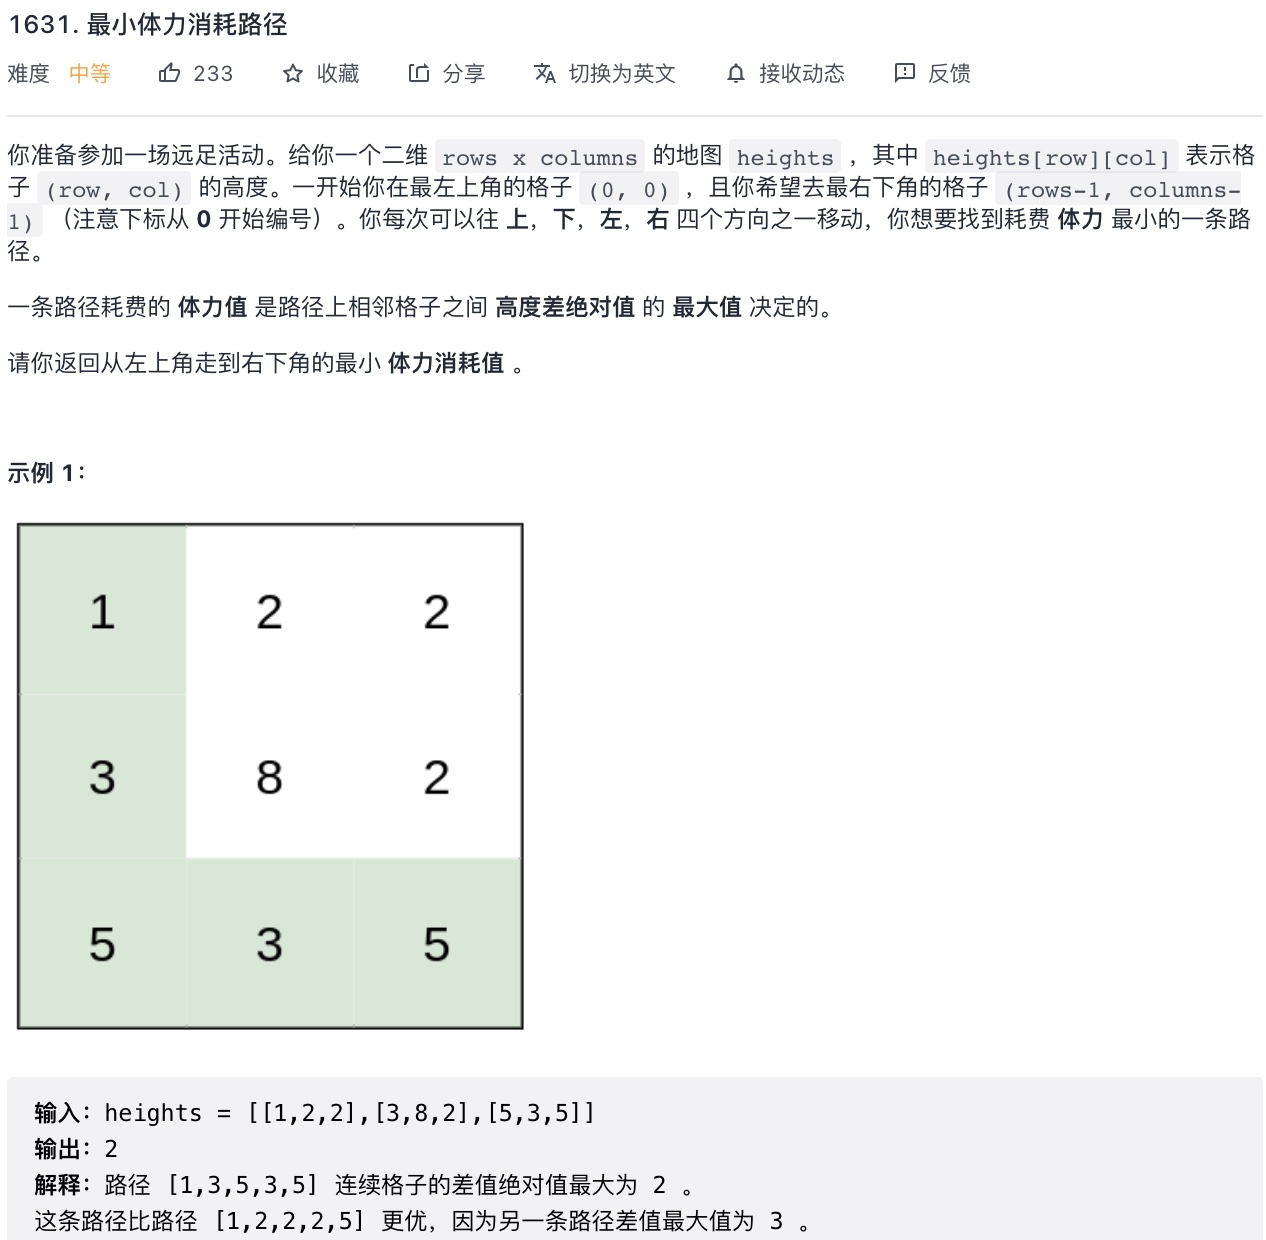 1631. 最小体力消耗路径
难度 中等 233 收藏 分享 切换为英文 接收动态 反馈
你准备参加一场远足活动。给你一个二维 rows x columns 的地图 heights ，其中 heights[row][col] 表示格
子 (row, col) 的高度。一开始你在最左上角的格子 (0, 0) ，且你希望去最右下角的格子 (rows-1, columns-
1) （注意下标从 0 开始编号）。你每次可以往 上，下，左，右 四个方向之一移动，你想要找到耗费 体力 最小的一条路
径。
一条路径耗费的 体力值 是路径上相邻格子之间 高度差绝对值 的 最大值 决定的。
请你返回从左上角走到右下角的最小 体力消耗值 。
示例 1：
1 2 2
3 8 2
5 3 5
输入：heights = [[1,2,2],[3,8,2],[5,3,5]]
输出：2
解释：路径 [1,3,5,3,5] 连续格子的差值绝对值最大为 2 。
这条路径比路径 [1,2,2,2,5] 更优，因为另一条路径差值最大值为 3 。